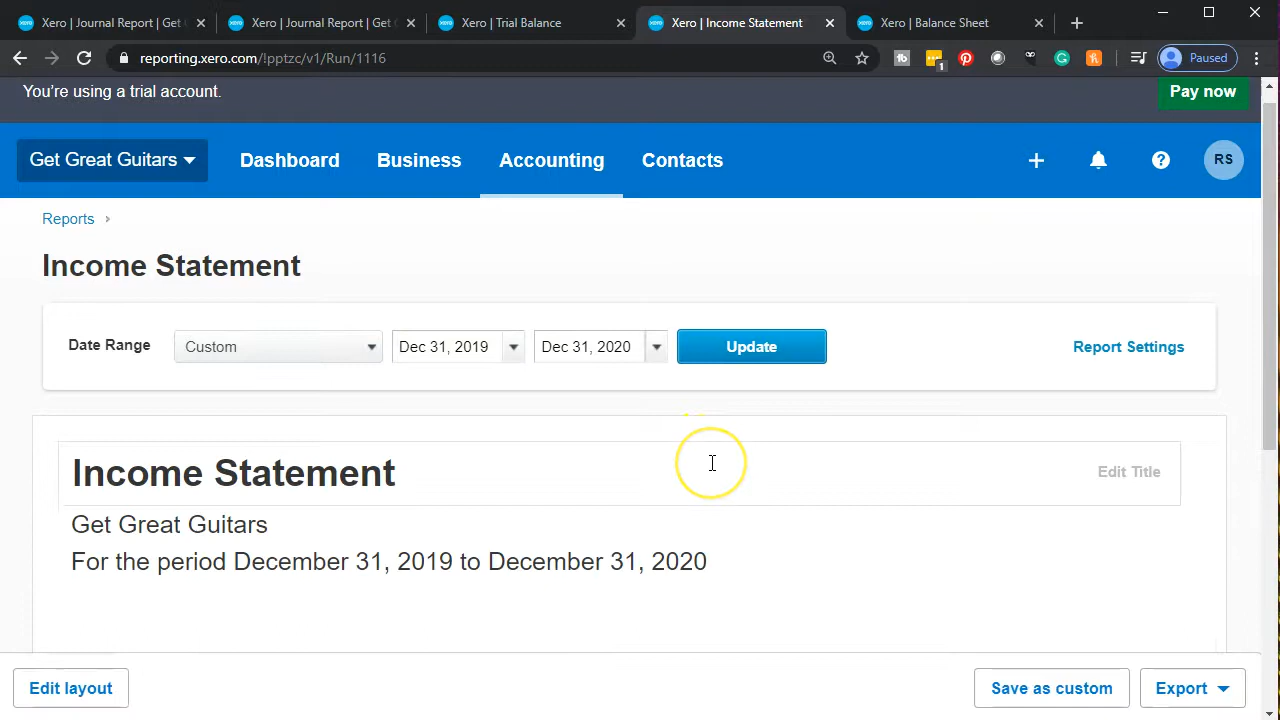 Xero | Journal Report | Get
Xero | Journal Report | Get
Xero | Trial Balance
Xero | Income Statement
Xero | Balance Sheet
reporting.xero.com/!pptzc/v1/Run/1116
1
Paused
You're using a trial account.
Pay now
Get Great Guitars
Dashboard
Business
Accounting
Contacts
RS
Reports
Income Statement
Date Range
Custom
Dec 31, 2019
Dec 31, 2020
Update
Report Settings
Income Statement
Edit Title
Get Great Guitars
For the period December 31, 2019 to December 31, 2020
Edit layout
Save as custom
Export